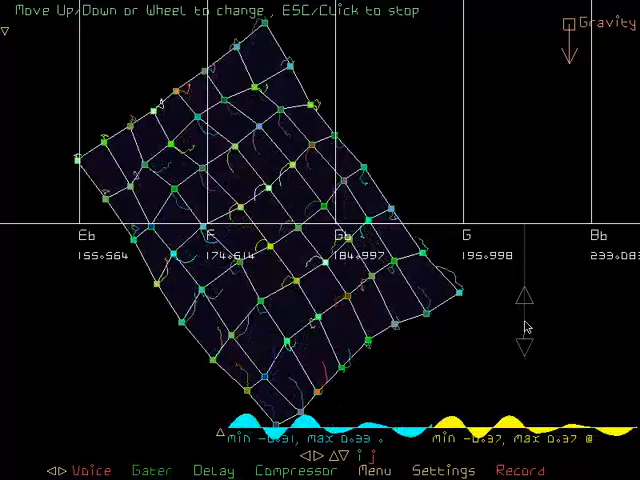 Move Up/Down or Wheel to change , ESC/Click to stop
Gravity
Eb F Gb G Bb
155.564 174.614 184.997 195.998 233.082
Min -0.31, Max 0.33 . Min -0.37, Max 0.37 @
i j
Voice Gater Delay Compressor Menu Settings Record